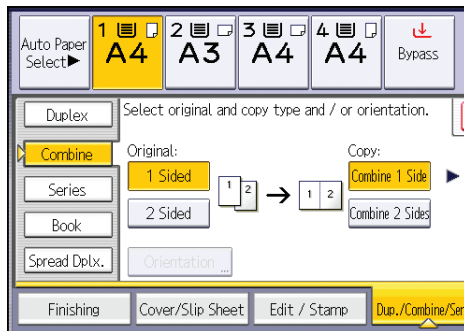 Auto Paper
Select▶
1
A4
2
A3
3
A4
4
A4
Bypass
Duplex
Combine
Series
Book
Spread Dplx.
Select original and copy type and / or orientation.
Original:
1 Sided
2 Sided
1 2
1 2
Copy:
Combine 1 Side
Combine 2 Sides
Orientation ...
Finishing
Cover/Slip Sheet
Edit / Stamp
Dup./Combine/Ser